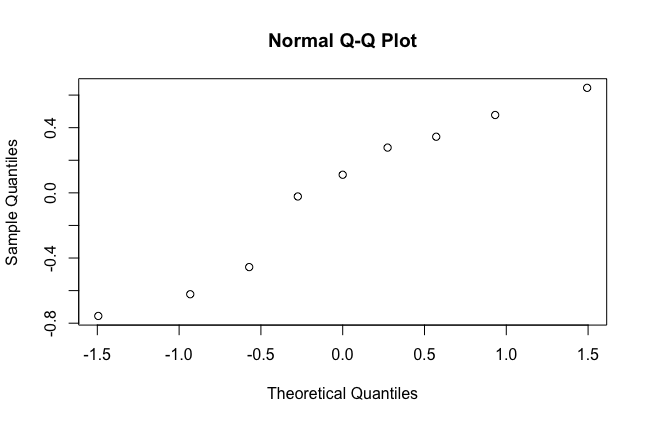 Normal Q-Q Plot
Sample Quantiles
0.4
0.0
-0.4
-0.8
-1.5 -1.0 -0.5 0.0 0.5 1.0 1.5
Theoretical Quantiles